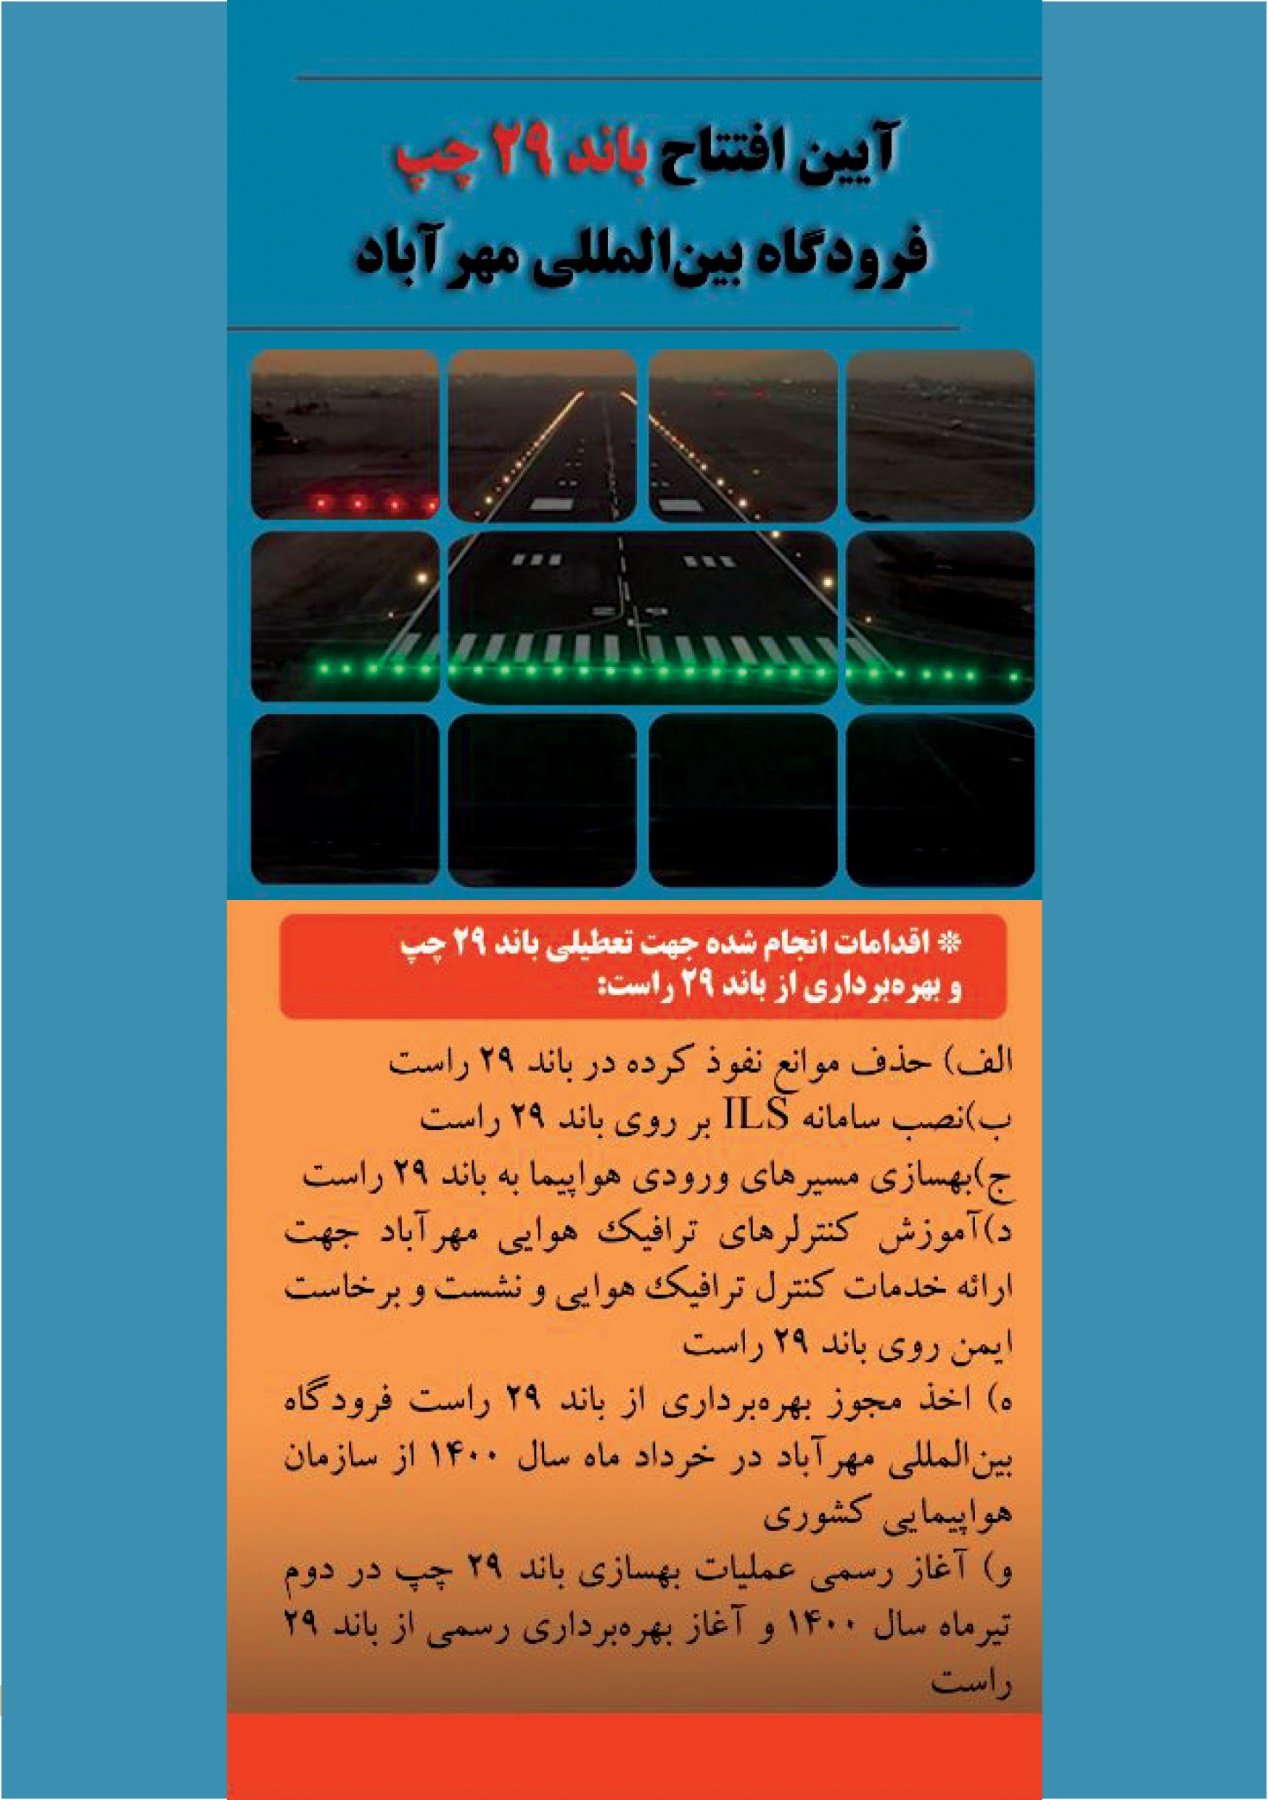 آیین افتتاح باند ۲۹ چپ
فرودگاه بین‌المللی مهرآباد
* اقدامات انجام شده جهت تعطیلی باند ۲۹ چپ
و بهره‌برداری از باند ۲۹ راست:
الف) حذف موانع نفوذ کرده در باند ۲۹ راست
ب)نصب سامانه ILS بر روی باند ۲۹ راست
ج)بهسازی مسیرهای ورودی هواپیما به باند ۲۹ راست
د)آموزش کنترلرهای ترافیک هوایی مهرآباد جهت
ارائه خدمات کنترل ترافیک هوایی و نشست و برخاست
ایمن روی باند ۲۹ راست
ه) اخذ مجوز بهره‌برداری از باند ۲۹ راست فرودگاه
بین‌المللی مهرآباد در خرداد ماه سال ۱۴۰۰ از سازمان
هواپیمایی کشوری
و) آغاز رسمی عملیات بهسازی باند ۲۹ چپ در دوم
تیرماه سال ۱۴۰۰ و آغاز بهره‌برداری رسمی از باند ۲۹
راست